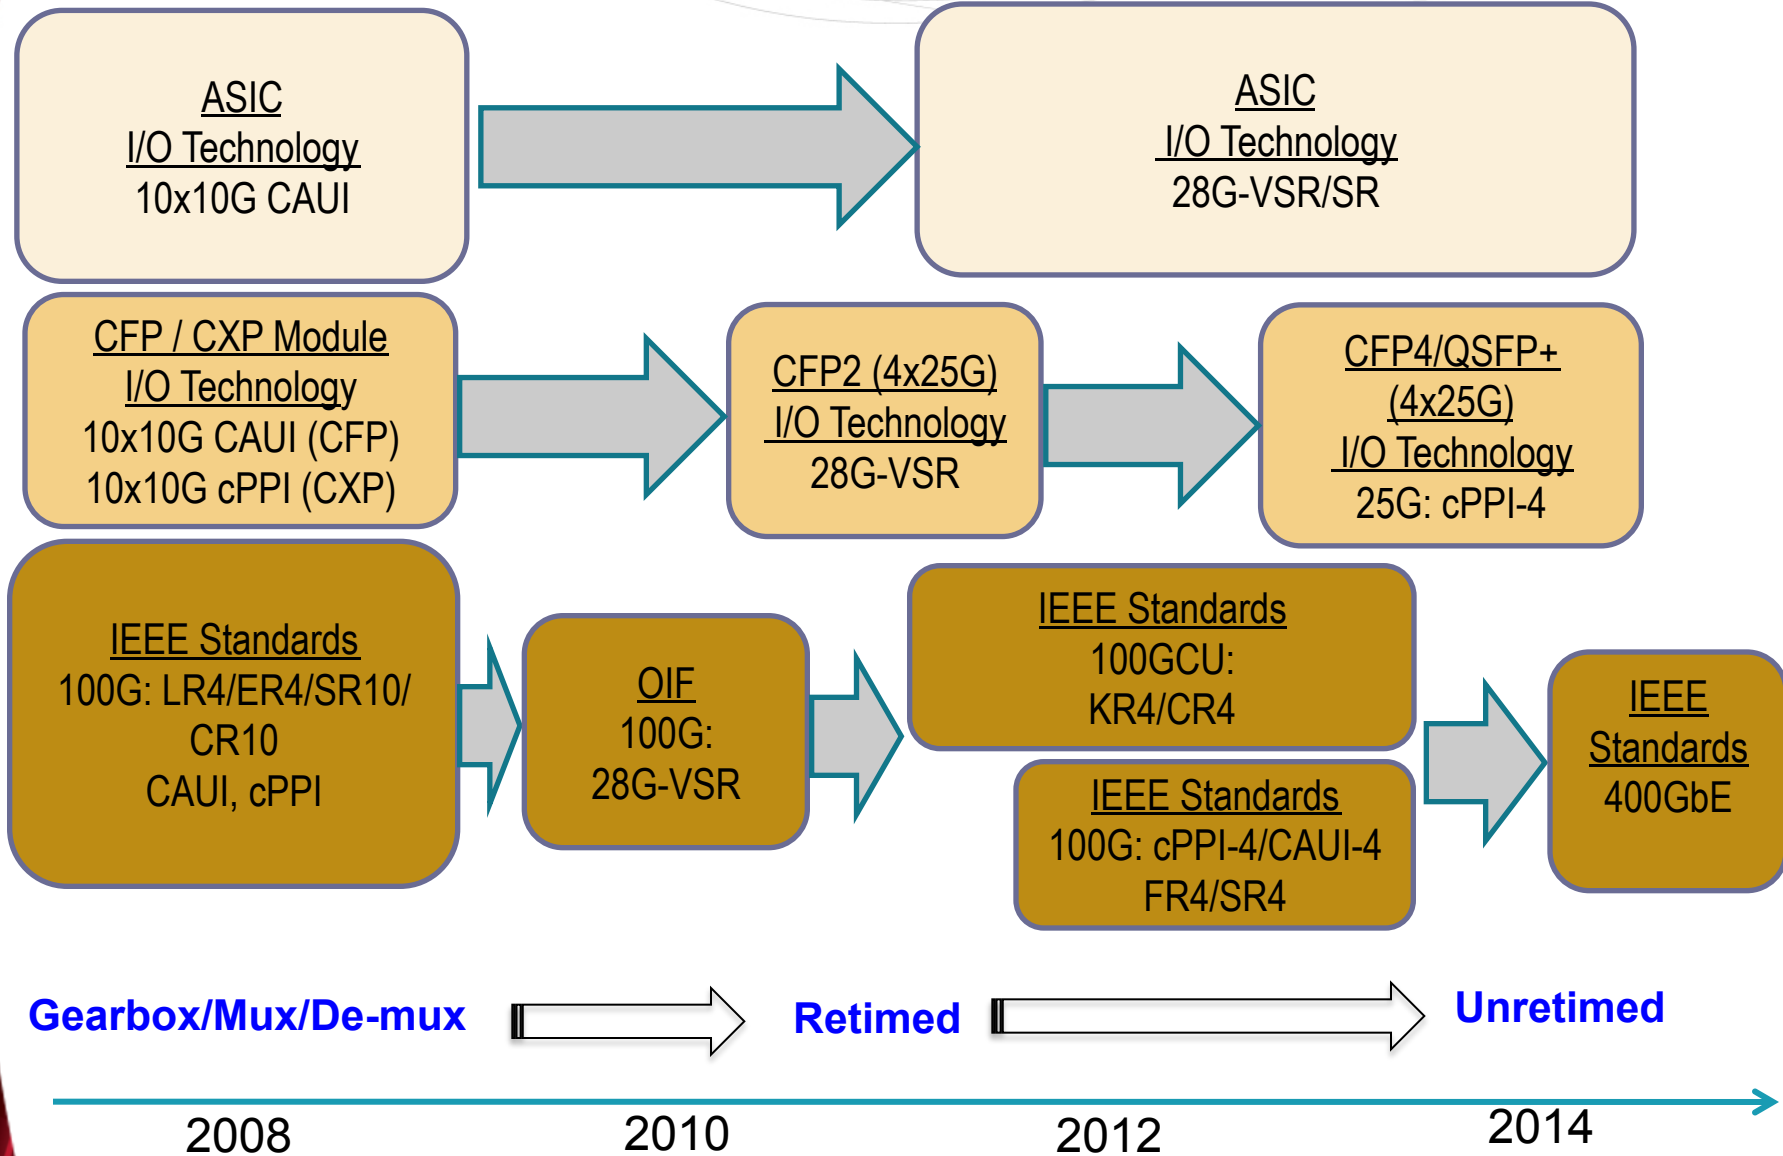 ASIC
I/O Technology
10x10G CAUI
ASIC
I/O Technology
28G-VSR/SR
CFP / CXP Module
I/O Technology
10x10G CAUI (CFP)
10x10G cPPI (CXP)
CFP2 (4x25G)
I/O Technology
28G-VSR
CFP4/QSFP+
(4x25G)
I/O Technology
25G: cPPI-4
IEEE Standards
100G: LR4/ER4/SR10/
CR10
CAUI, cPPI
OIF
100G:
28G-VSR
IEEE Standards
100GCU:
KR4/CR4
IEEE Standards
100G: cPPI-4/CAUI-4
FR4/SR4
IEEE
Standards
400GbE
Gearbox/Mux/De-mux
Retimed
Unretimed
2008
2010
2012
2014